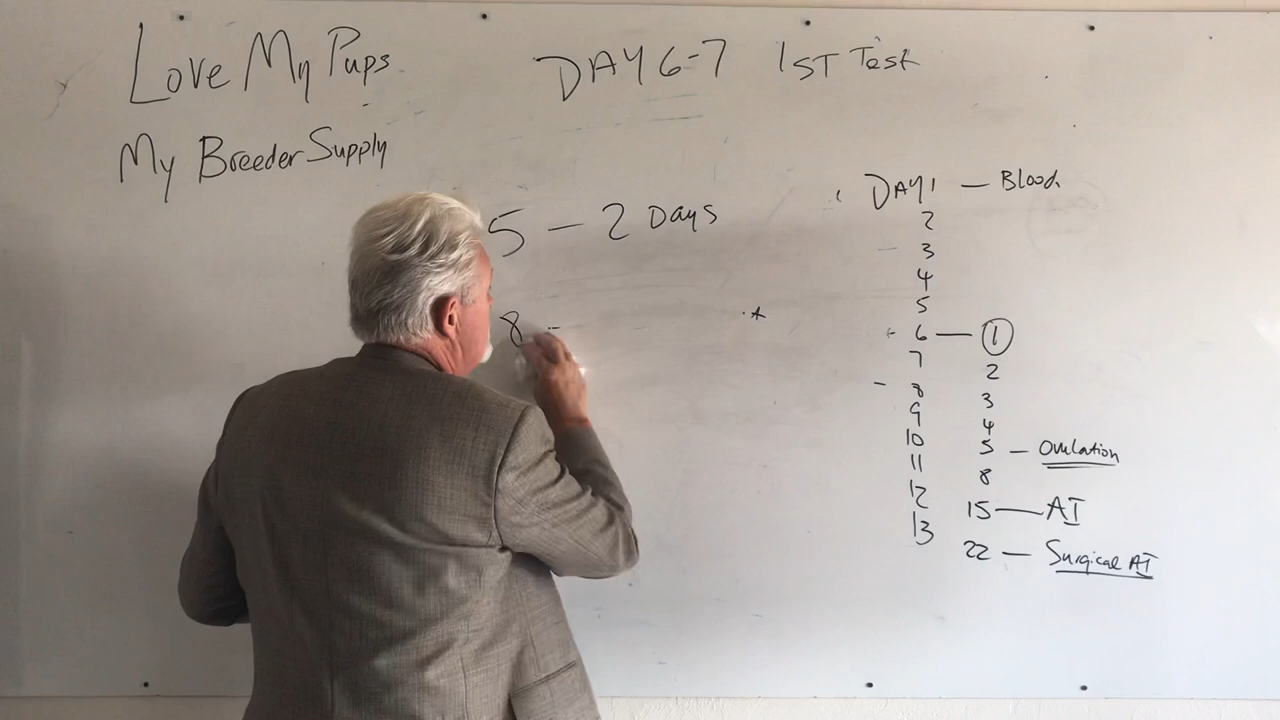 Love My Pups
My Breeder Supply
DAY 6-7 1ST Test
5 - 2 Days
8 -
DAY 1 - Blood
2
3
4
5
6 - 1
7 2
8 3
9 4
10 5 - Ovulation
11 8
12 15 - AI
13 22 - Surgical AI